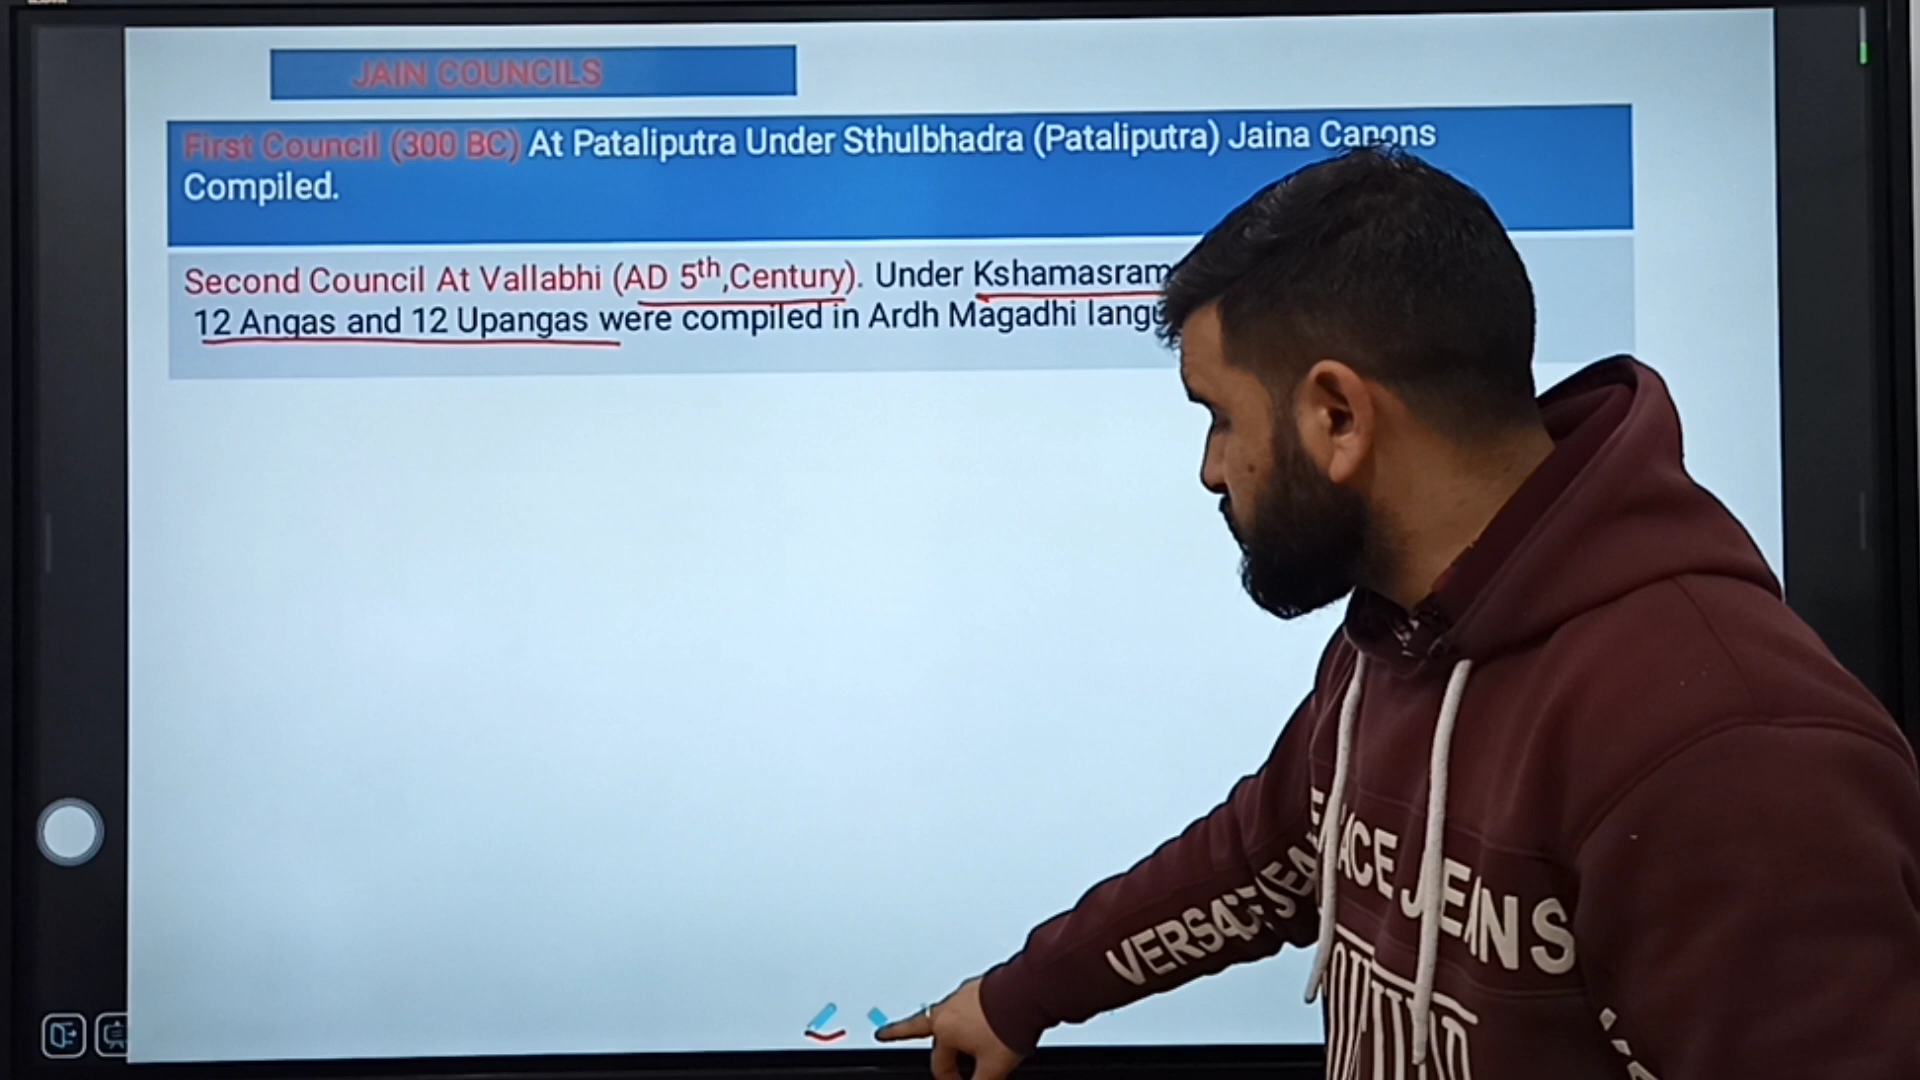 JAIN COUNCILS
First Council (300 BC) At Pataliputra Under Sthulbhadra (Pataliputra) Jaina Canons
Compiled.
Second Council At Vallabhi (AD 5th,Century). Under Kshamasram
12 Angas and 12 Upangas were compiled in Ardh Magadhi langu
VERSACE JEANS